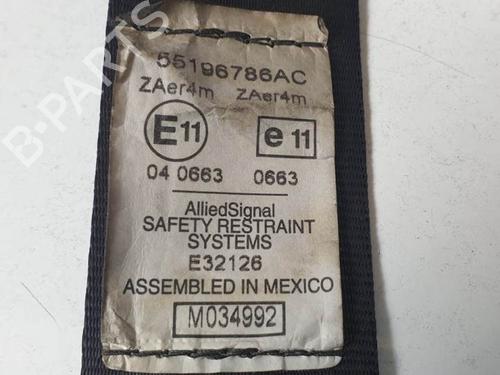 55196786AC
ZAer4m ZAer4m
E11 e11
04 0663 0663
AlliedSignal
SAFETY RESTRAINT
SYSTEMS
E32126
ASSEMBLED IN MEXICO
M034992
B-PARTS